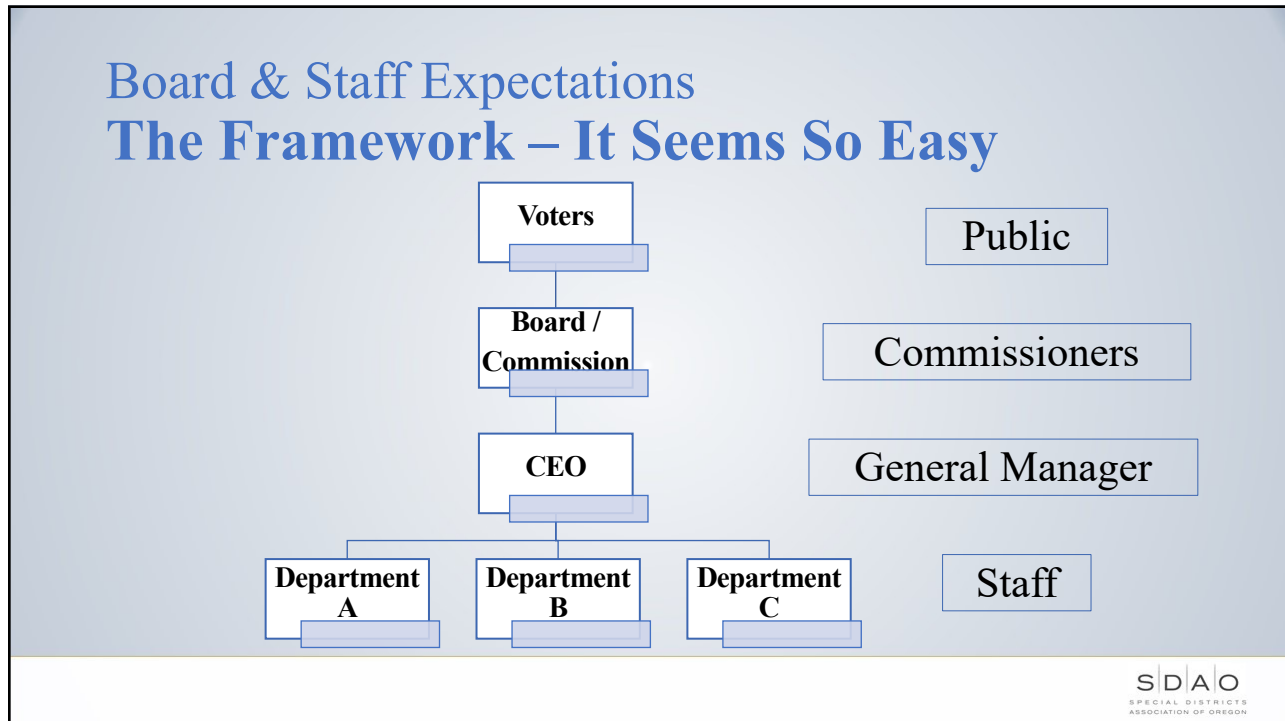 Board & Staff Expectations
The Framework – It Seems So Easy
Voters
Public
Board /
Commission
Commissioners
CEO
General Manager
Department
A
Department
B
Department
C
Staff
S|D|A|O
SPECIAL DISTRICTS
ASSOCIATION OF OREGON